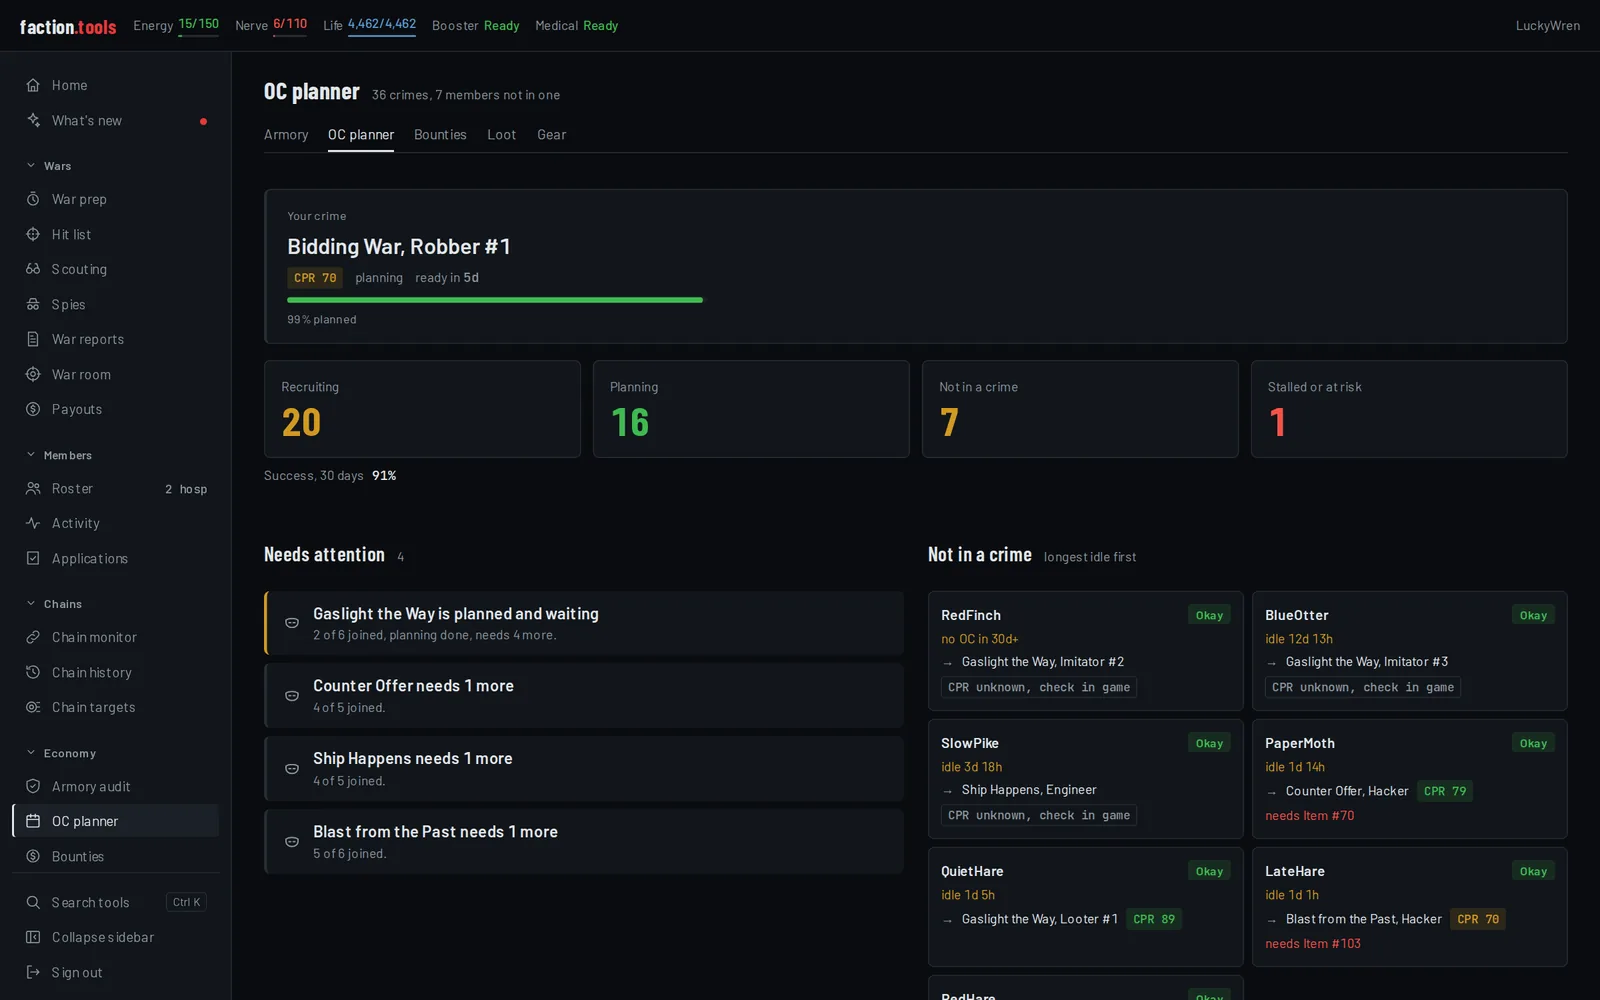 faction.tools Energy 15/150 Nerve 6/110 Life 4,462/4,462 Booster Ready Medical Ready LuckyWren
Home
What's new
Wars
War prep
Hit list
Scouting
Spies
War reports
War room
Payouts
Members
Roster 2 hosp
Activity
Applications
Chains
Chain monitor
Chain history
Chain targets
Economy
Armory audit
OC planner
Bounties
Search tools Ctrl K
Collapse sidebar
Sign out
OC planner 36 crimes, 7 members not in one
Armory OC planner Bounties Loot Gear
Your crime
Bidding War, Robber #1
CPR 70 planning ready in 5d
99% planned
Recruiting
20
Planning
16
Not in a crime
7
Stalled or at risk
1
Success, 30 days 91%
Needs attention 4
Gaslight the Way is planned and waiting
2 of 6 joined, planning done, needs 4 more.
Counter Offer needs 1 more
4 of 5 joined.
Ship Happens needs 1 more
4 of 5 joined.
Blast from the Past needs 1 more
5 of 6 joined.
Not in a crime longest idle first
RedFinch Okay
no OC in 30d+
→ Gaslight the Way, Imitator #2
CPR unknown, check in game
BlueOtter Okay
idle 12d 13h
→ Gaslight the Way, Imitator #3
CPR unknown, check in game
SlowPike Okay
idle 3d 18h
→ Ship Happens, Engineer
CPR unknown, check in game
PaperMoth Okay
idle 1d 14h
→ Counter Offer, Hacker CPR 79
needs Item #70
QuietHare Okay
idle 1d 5h
→ Gaslight the Way, Looter #1 CPR 89
LateHare Okay
idle 1d 1h
→ Blast from the Past, Hacker CPR 70
needs Item #103
RedHare Okay